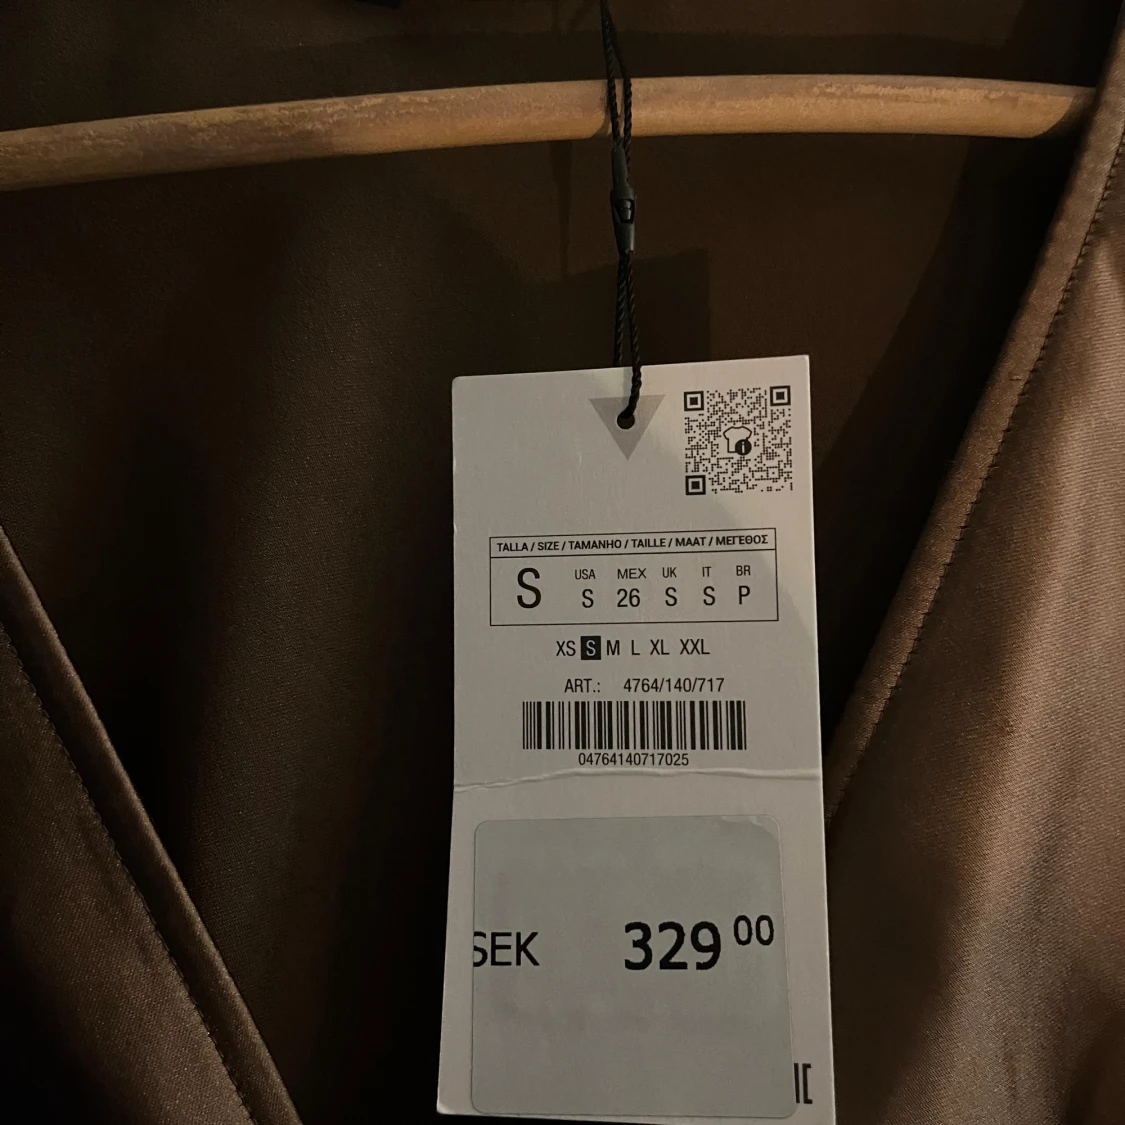 TALLA / SIZE / TAMANHO / TAILLE / MAAT / ΜΕΓΕΘΟΣ
S
USA MEX UK IT BR
S 26 S S P
XS S M L XL XXL
ART.: 4764/140/717
04764140717025
SEK 329 00